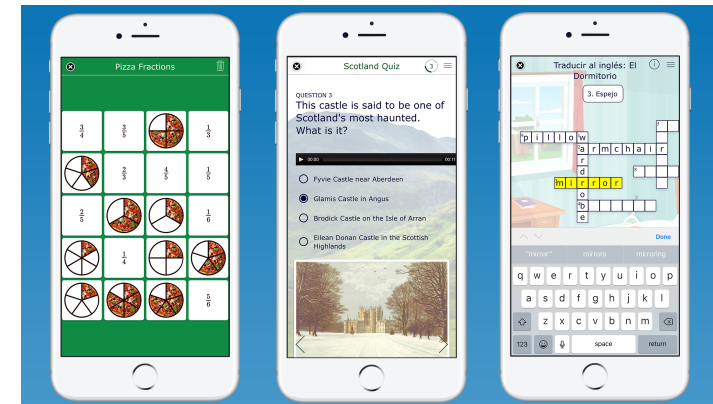 Pizza Fractions
3/4
3/5
1/3
2/3
4/5
1/5
2/5
1/6
1/4
5/6
Scotland Quiz
3
QUESTION 3
This castle is said to be one of
Scotland's most haunted.
What is it?
00:00
00:11
Fyvie Castle near Aberdeen
Glamis Castle in Angus
Brodick Castle on the Isle of Arran
Eilean Donan Castle in the Scottish
Highlands
Traducir al inglés: El
Dormitorio
3. Espejo
pillow
armchair
wardrobe
mirror
Done
"mirror" mirrors mirroring
q w e r t y u i o p
a s d f g h j k l
z x c v b n m
123 space return